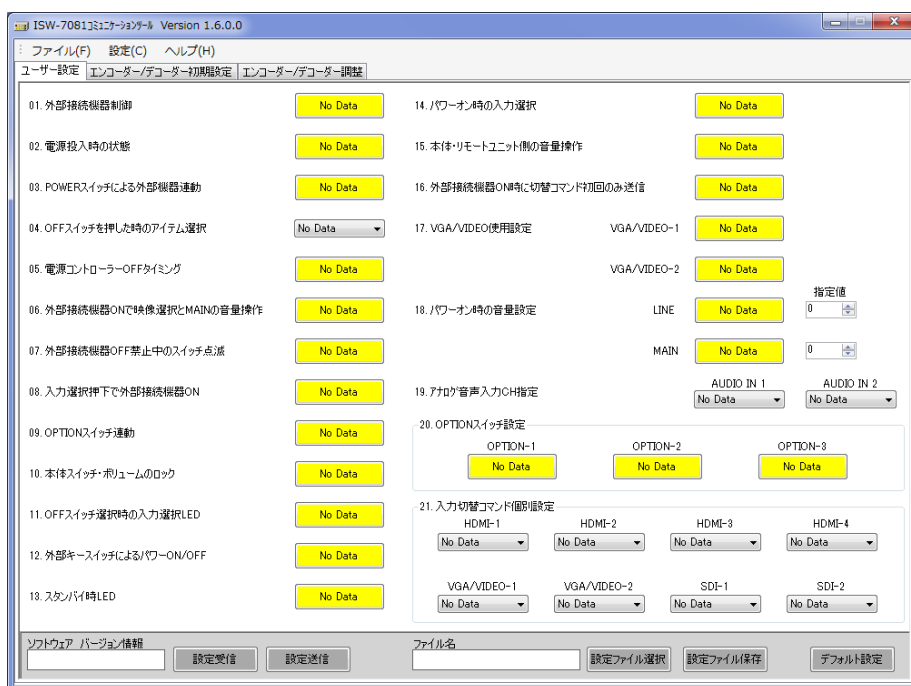 ISW-7081コミュニケーションツール Version 1.6.0.0
ファイル(F) 設定(C) ヘルプ(H)
ユーザー設定 エンコーダー/デコーダー初期設定 エンコーダー/デコーダー調整
01. 外部接続機器制御 No Data
02. 電源投入時の状態 No Data
03. POWERスイッチによる外部機器連動 No Data
04. OFFスイッチを押した時のアイテム選択 No Data
05. 電源コントローラーOFFタイミング No Data
06. 外部接続機器ONで映像選択とMAINの音量操作 No Data
07. 外部接続機器OFF禁止中のスイッチ点滅 No Data
08. 入力選択押下で外部接続機器ON No Data
09. OPTIONスイッチ連動 No Data
10. 本体スイッチ・ボリュームのロック No Data
11. OFFスイッチ選択時の入力選択LED No Data
12. 外部キースイッチによるパワーON/OFF No Data
13. スタンバイ時LED No Data
14. パワーオン時の入力選択 No Data
15. 本体・リモートユニット側の音量操作 No Data
16. 外部接続機器ON時に切替コマンド初回のみ送信 No Data
17. VGA/VIDEO使用設定 VGA/VIDEO-1 No Data
VGA/VIDEO-2 No Data
指定値
18. パワーオン時の音量設定 LINE No Data 0
MAIN No Data 0
AUDIO IN 1 AUDIO IN 2
19. アナログ音声入力CH指定 No Data No Data
20. OPTIONスイッチ設定
OPTION-1 OPTION-2 OPTION-3
No Data No Data No Data
21. 入力切替コマンド個別設定
HDMI-1 HDMI-2 HDMI-3 HDMI-4
No Data No Data No Data No Data
VGA/VIDEO-1 VGA/VIDEO-2 SDI-1 SDI-2
No Data No Data No Data No Data
ソフトウェア バージョン情報 ファイル名
設定受信 設定送信 設定ファイル選択 設定ファイル保存 デフォルト設定